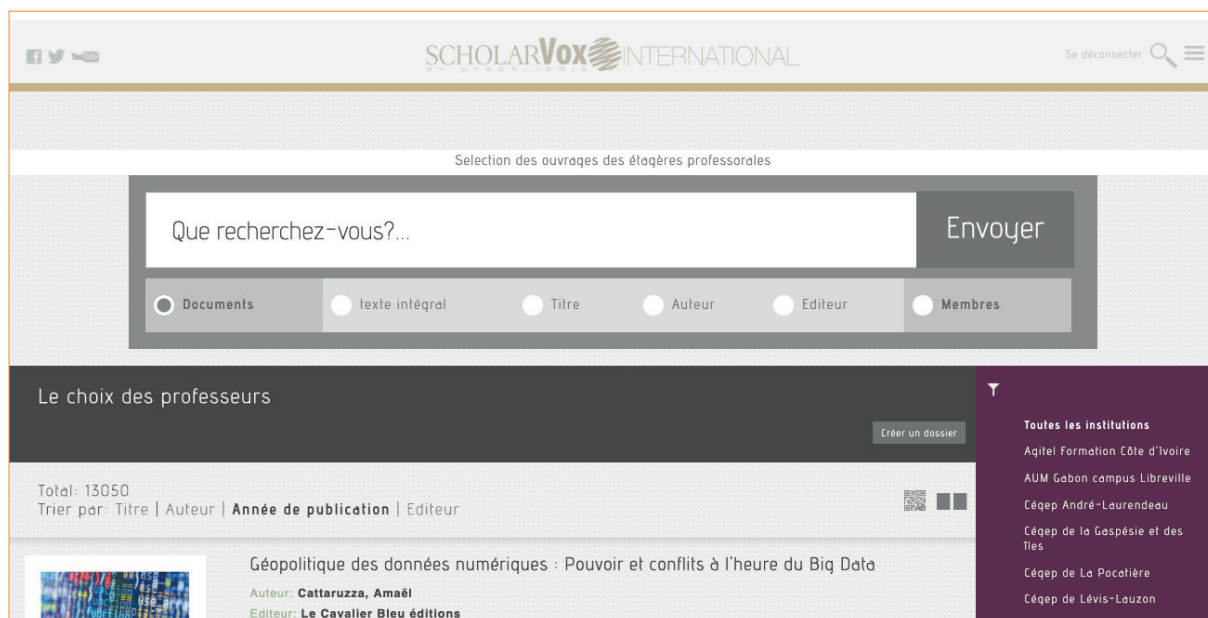 YouTube
SCHOLARVOX INTERNATIONAL
BY CYBERLIBRIS
Se déconnecter
Selection des ouvrages des étagères professorales
Que recherchez-vous?...
Envoyer
Documents
texte intégral
Titre
Auteur
Editeur
Membres
Le choix des professeurs
Créer un dossier
Total: 13050
Trier par: Titre | Auteur | Année de publication | Editeur
Géopolitique des données numériques : Pouvoir et conflits à l'heure du Big Data
Auteur: Cattaruzza, Amaël
Editeur: Le Cavalier Bleu éditions
Toutes les institutions
Agitel Formation Côte d'Ivoire
AUM Gabon campus Libreville
Cégep André-Laurendeau
Cégep de la Gaspésie et des
Îles
Cégep de La Pocatière
Cégep de Lévis-Lauzon